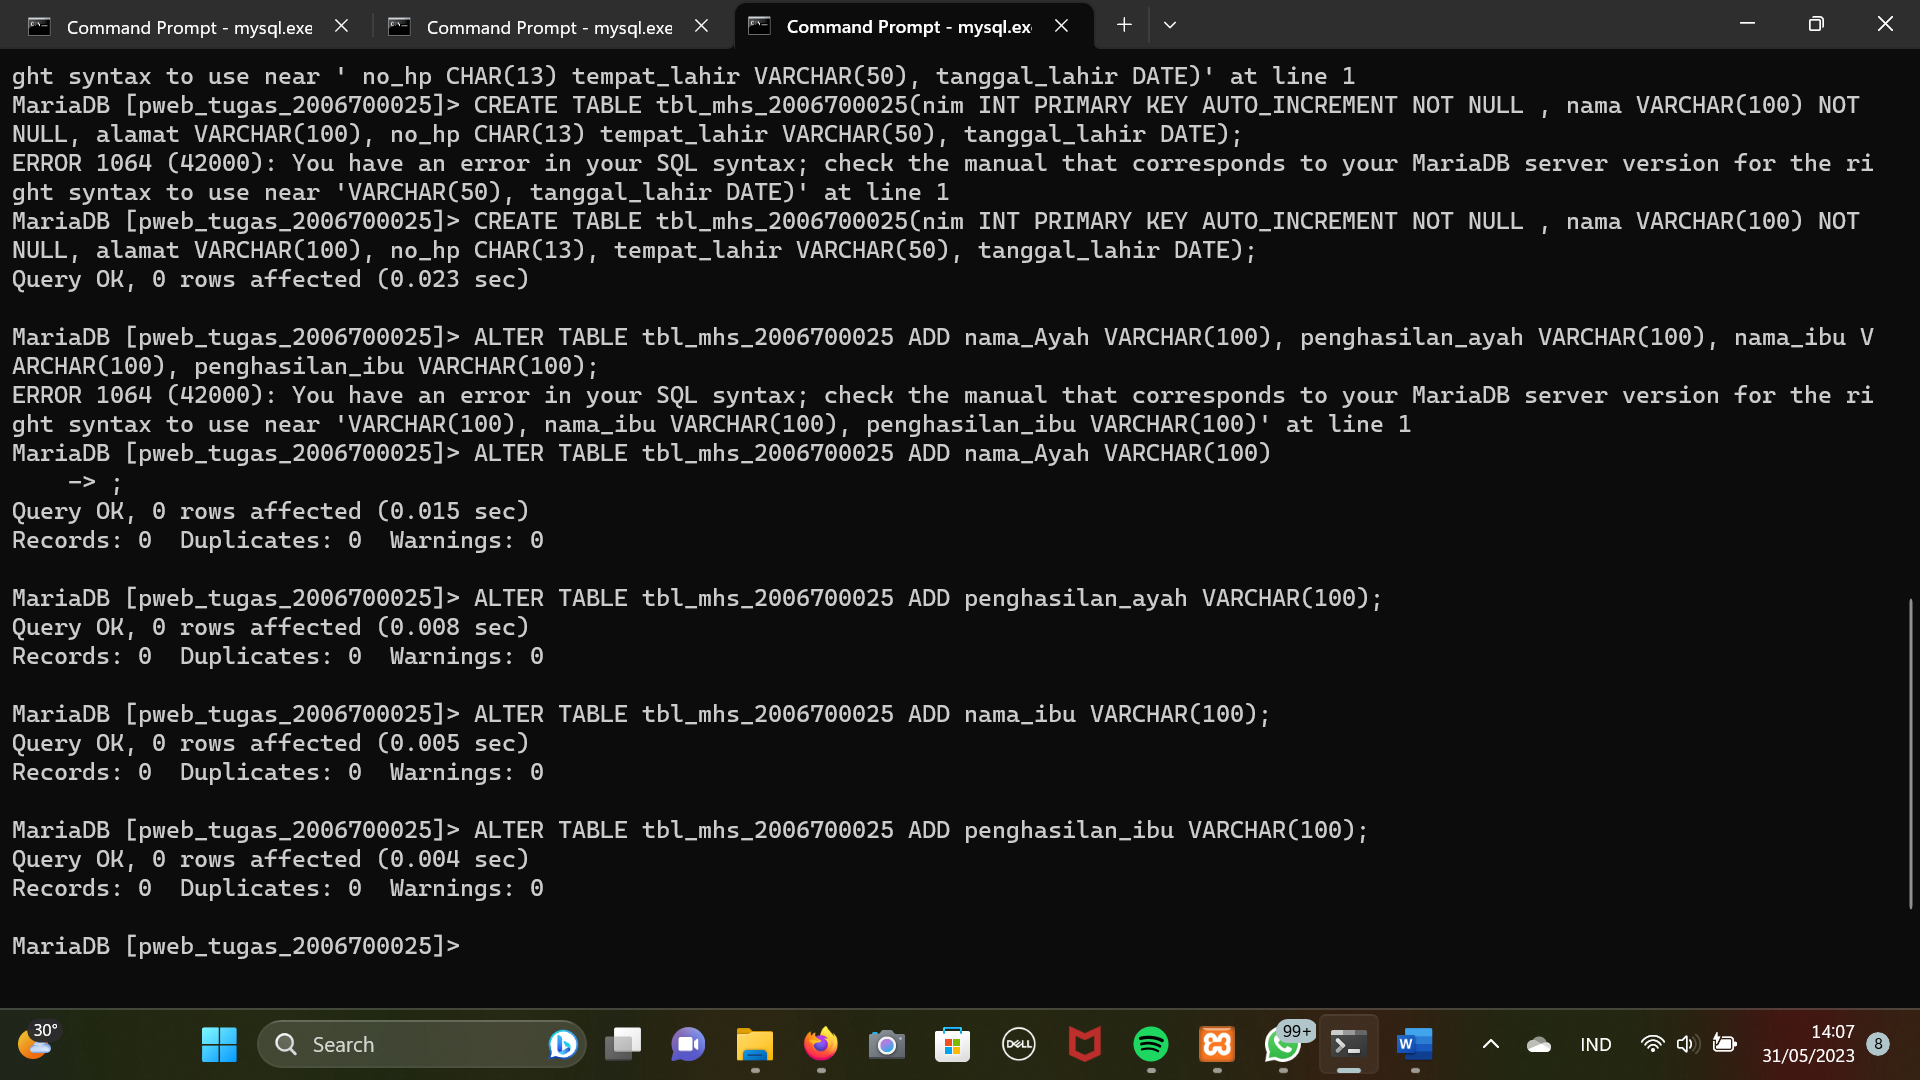 Command Prompt - mysql.exe
Command Prompt - mysql.exe
Command Prompt - mysql.ex
ght syntax to use near ' no_hp CHAR(13) tempat_lahir VARCHAR(50), tanggal_lahir DATE)' at line 1
MariaDB [pweb_tugas_2006700025]> CREATE TABLE tbl_mhs_2006700025(nim INT PRIMARY KEY AUTO_INCREMENT NOT NULL , nama VARCHAR(100) NOT
NULL, alamat VARCHAR(100), no_hp CHAR(13) tempat_lahir VARCHAR(50), tanggal_lahir DATE);
ERROR 1064 (42000): You have an error in your SQL syntax; check the manual that corresponds to your MariaDB server version for the ri
ght syntax to use near 'VARCHAR(50), tanggal_lahir DATE)' at line 1
MariaDB [pweb_tugas_2006700025]> CREATE TABLE tbl_mhs_2006700025(nim INT PRIMARY KEY AUTO_INCREMENT NOT NULL , nama VARCHAR(100) NOT
NULL, alamat VARCHAR(100), no_hp CHAR(13), tempat_lahir VARCHAR(50), tanggal_lahir DATE);
Query OK, 0 rows affected (0.023 sec)
MariaDB [pweb_tugas_2006700025]> ALTER TABLE tbl_mhs_2006700025 ADD nama_Ayah VARCHAR(100), penghasilan_ayah VARCHAR(100), nama_ibu V
ARCHAR(100), penghasilan_ibu VARCHAR(100);
ERROR 1064 (42000): You have an error in your SQL syntax; check the manual that corresponds to your MariaDB server version for the ri
ght syntax to use near 'VARCHAR(100), nama_ibu VARCHAR(100), penghasilan_ibu VARCHAR(100)' at line 1
MariaDB [pweb_tugas_2006700025]> ALTER TABLE tbl_mhs_2006700025 ADD nama_Ayah VARCHAR(100)
    -> ;
Query OK, 0 rows affected (0.015 sec)
Records: 0  Duplicates: 0  Warnings: 0
MariaDB [pweb_tugas_2006700025]> ALTER TABLE tbl_mhs_2006700025 ADD penghasilan_ayah VARCHAR(100);
Query OK, 0 rows affected (0.008 sec)
Records: 0  Duplicates: 0  Warnings: 0
MariaDB [pweb_tugas_2006700025]> ALTER TABLE tbl_mhs_2006700025 ADD nama_ibu VARCHAR(100);
Query OK, 0 rows affected (0.005 sec)
Records: 0  Duplicates: 0  Warnings: 0
MariaDB [pweb_tugas_2006700025]> ALTER TABLE tbl_mhs_2006700025 ADD penghasilan_ibu VARCHAR(100);
Query OK, 0 rows affected (0.004 sec)
Records: 0  Duplicates: 0  Warnings: 0
MariaDB [pweb_tugas_2006700025]>
30°
Search
DELL
99+
W
IND
14:07
31/05/2023
8